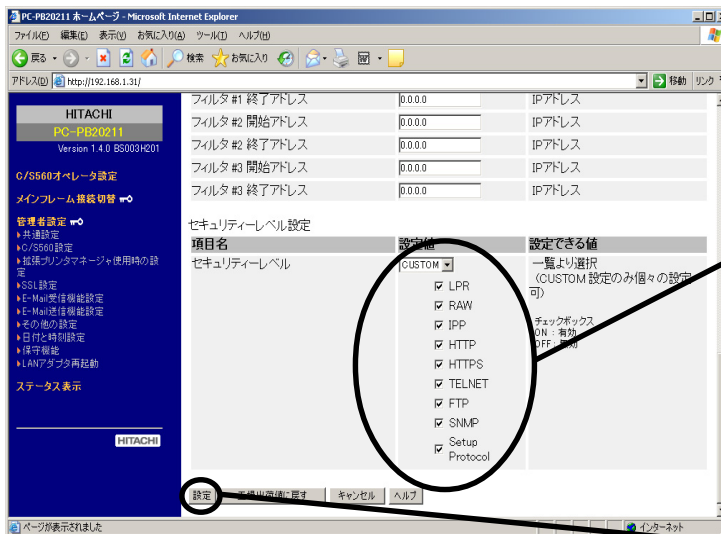 PC-PB20211 ホームページ - Microsoft Internet Explorer
ファイル(F) 編集(E) 表示(V) お気に入り(A) ツール(T) ヘルプ(H)
戻る 検索 お気に入り
アドレス(D) http://192.168.1.31/ 移動 リンク
HITACHI
PC-PB20211
Version 1.4.0 BS003H201
C/S560オペレータ設定
メインフレーム接続切替
管理者設定
共通設定
C/S560設定
拡張プリンタマネージャ使用時の設定
SSL設定
E-Mail受信機能設定
E-Mail送信機能設定
その他の設定
日付と時刻設定
保守機能
LANアダプタ再起動
ステータス表示
HITACHI
フィルタ #1 終了アドレス 0.0.0.0 IPアドレス
フィルタ #2 開始アドレス 0.0.0.0 IPアドレス
フィルタ #2 終了アドレス 0.0.0.0 IPアドレス
フィルタ #3 開始アドレス 0.0.0.0 IPアドレス
フィルタ #3 終了アドレス 0.0.0.0 IPアドレス
セキュリティーレベル設定
項目名 設定値 設定できる値
セキュリティーレベル CUSTOM 一覧より選択
(CUSTOM 設定のみ個々の設定可)
LPR
RAW
IPP
HTTP
HTTPS
TELNET
FTP
SNMP
Setup
Protocol
チェックボックス
ON : 有効
OFF : 無効
設定 工場出荷値に戻す キャンセル ヘルプ
ページが表示されました インターネット